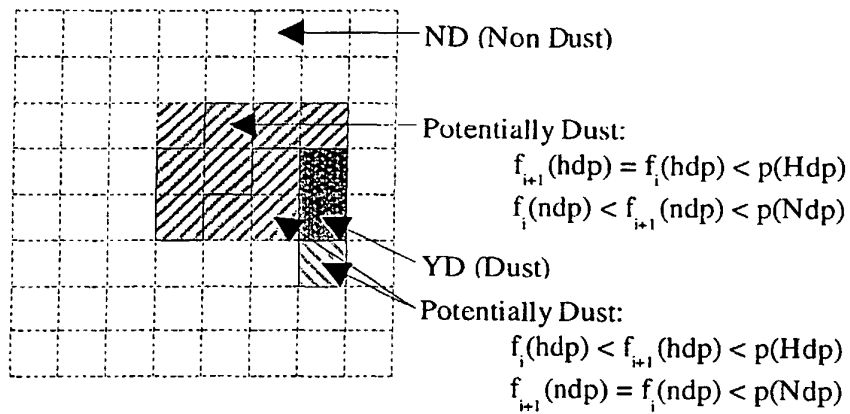 ND (Non Dust)
Potentially Dust:
f_{i+1}(hdp) = f_i(hdp) < p(Hdp)
f_i(ndp) < f_{i+1}(ndp) < p(Ndp)
YD (Dust)
Potentially Dust:
f_i(hdp) < f_{i+1}(hdp) < p(Hdp)
f_{i+1}(ndp) = f_i(ndp) < p(Ndp)